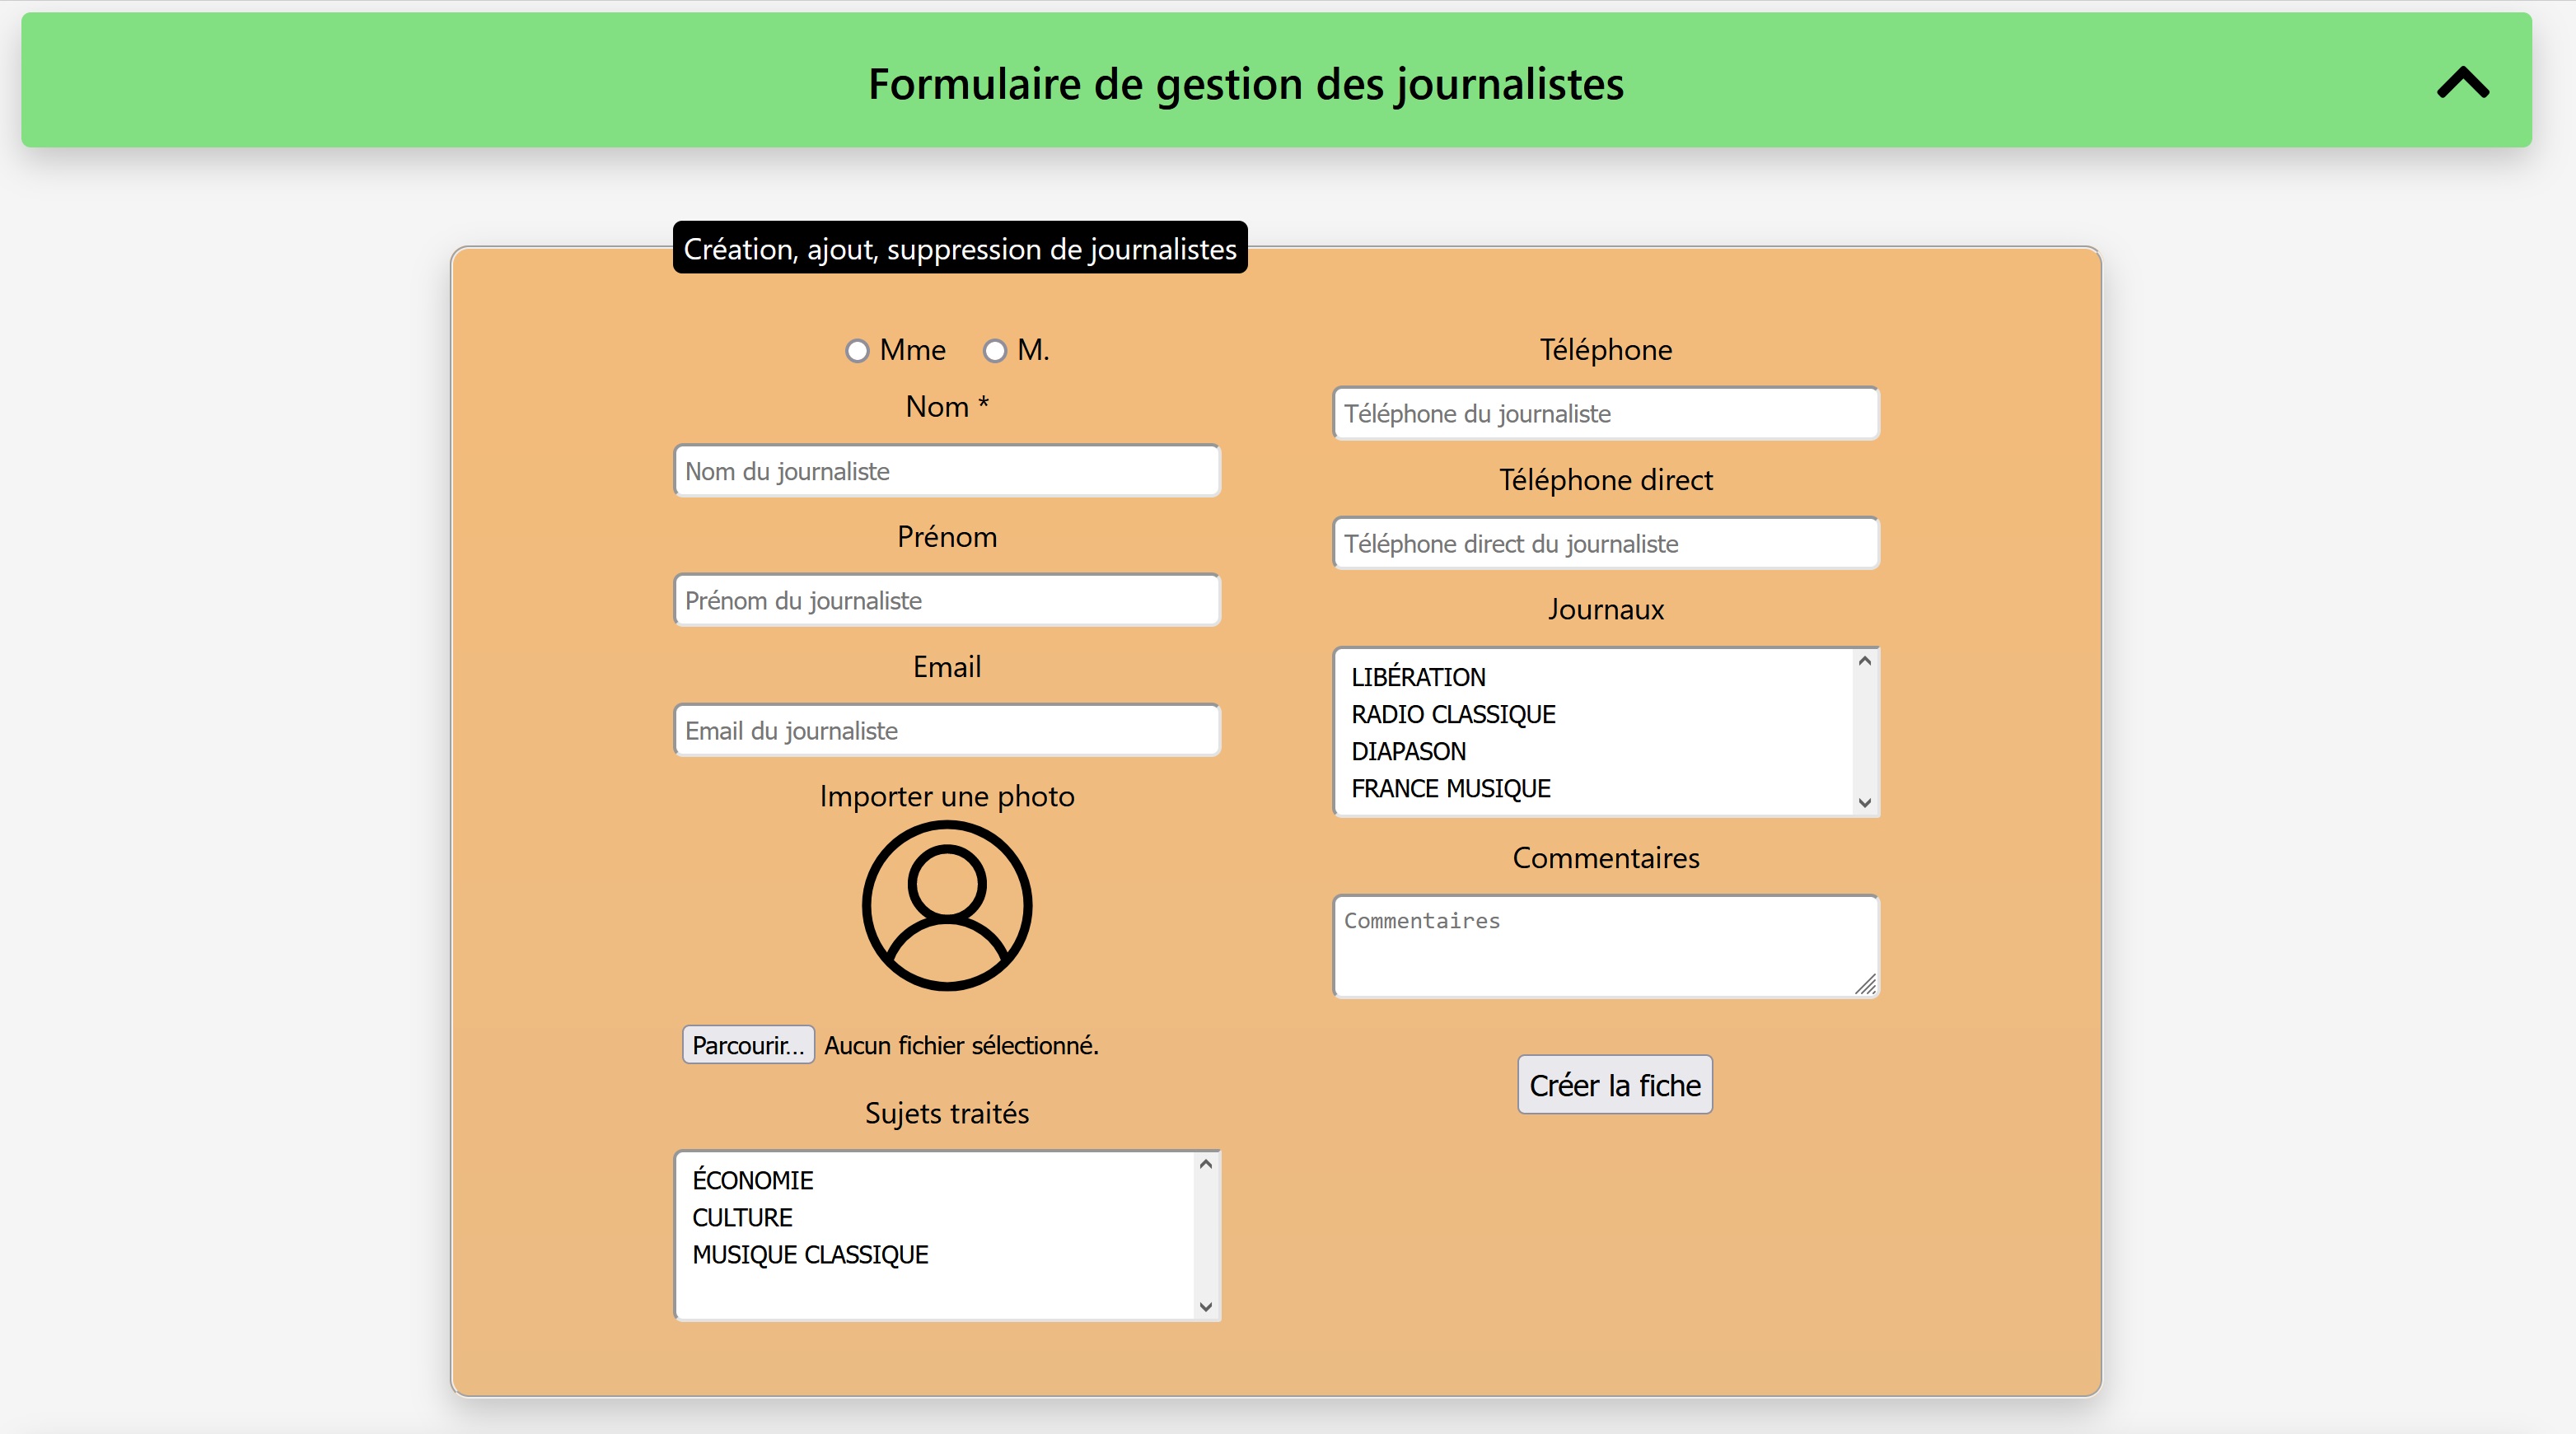 Formulaire de gestion des journalistes
Création, ajout, suppression de journalistes
Mme M.
Nom *
Nom du journaliste
Prénom
Prénom du journaliste
Email
Email du journaliste
Importer une photo
Parcourir... Aucun fichier sélectionné.
Sujets traités
ÉCONOMIE
CULTURE
MUSIQUE CLASSIQUE
Téléphone
Téléphone du journaliste
Téléphone direct
Téléphone direct du journaliste
Journaux
LIBÉRATION
RADIO CLASSIQUE
DIAPASON
FRANCE MUSIQUE
Commentaires
Commentaires
Créer la fiche